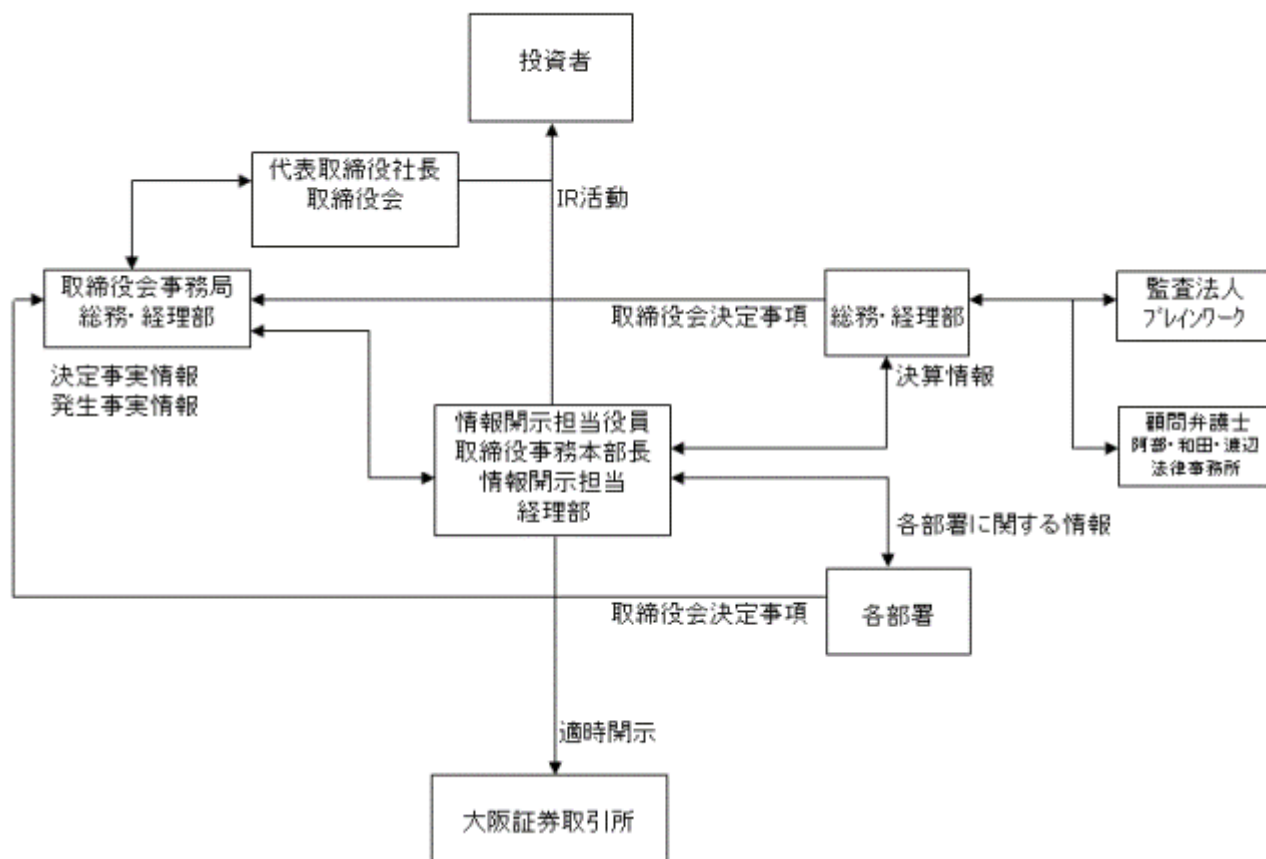 投資者
代表取締役社長
取締役会
IR活動
取締役会事務局
総務・経理部
取締役会決定事項
総務・経理部
監査法人
ブレインワーク
決定事実情報
発生事実情報
決算情報
情報開示担当役員
取締役事務本部長
情報開示担当
経理部
顧問弁護士
阿部・和田・渡辺
法律事務所
各部署に関する情報
取締役会決定事項
各部署
適時開示
大阪証券取引所